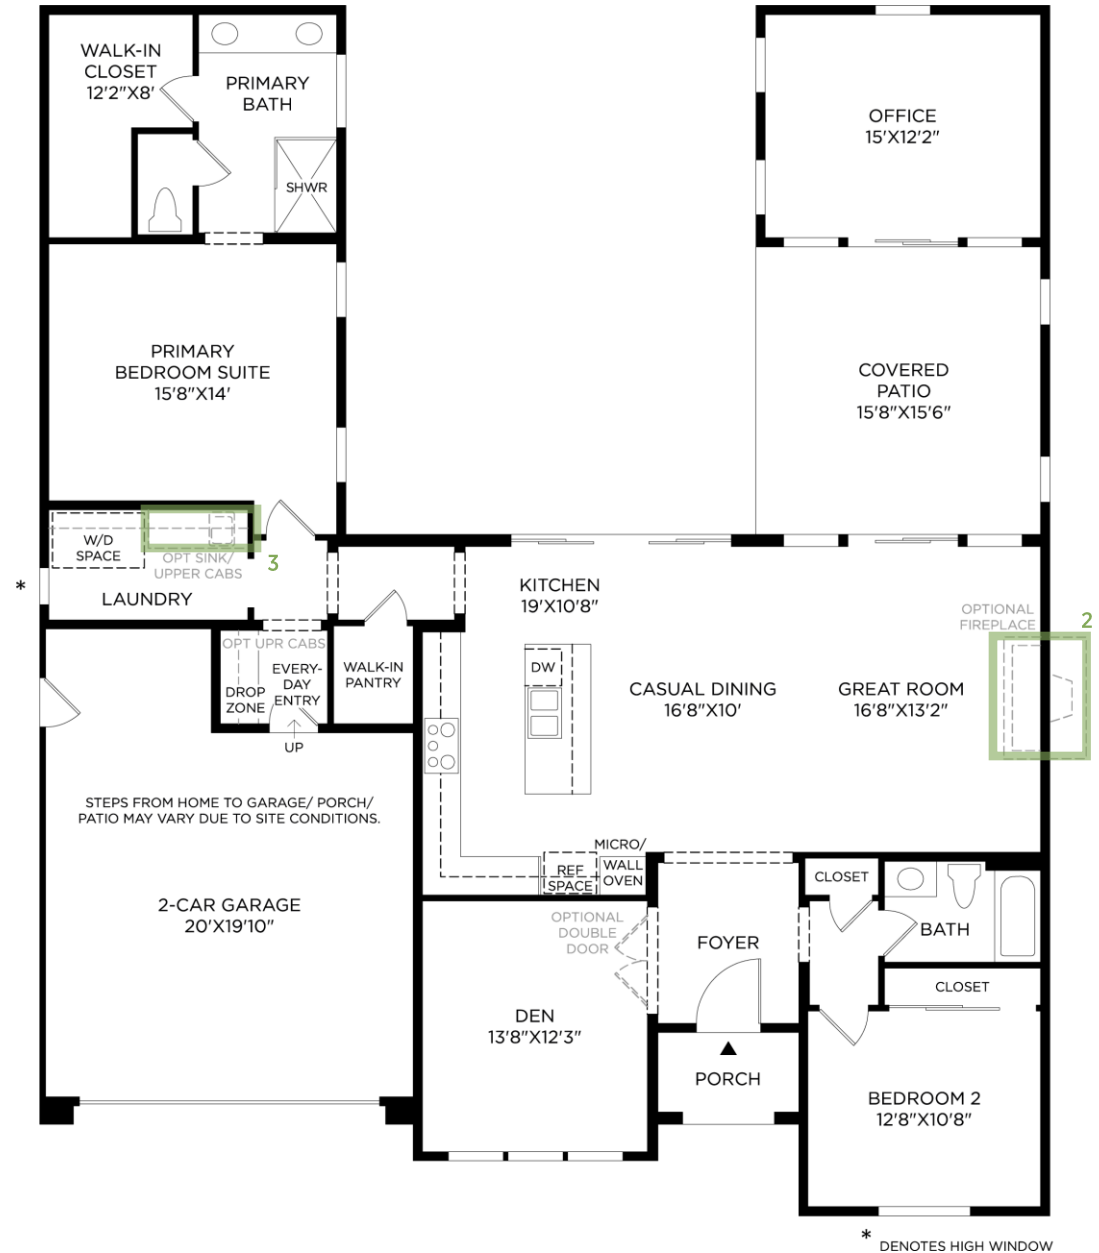 WALK-IN
CLOSET
12'2"X8'
PRIMARY
BATH
SHWR
OFFICE
15'X12'2"
PRIMARY
BEDROOM SUITE
15'8"X14'
COVERED
PATIO
15'8"X15'6"
W/D
SPACE
OPT SINK/
UPPER CABS
3
*
LAUNDRY
KITCHEN
19'X10'8"
OPTIONAL
FIREPLACE
2
OPT UPR CABS
DROP
ZONE
EVERY-
DAY
ENTRY
UP
WALK-IN
PANTRY
DW
CASUAL DINING
16'8"X10'
GREAT ROOM
16'8"X13'2"
STEPS FROM HOME TO GARAGE/ PORCH/
PATIO MAY VARY DUE TO SITE CONDITIONS.
2-CAR GARAGE
20'X19'10"
REF
SPACE
MICRO/
WALL
OVEN
CLOSET
BATH
OPTIONAL
DOUBLE
DOOR
FOYER
CLOSET
DEN
13'8"X12'3"
PORCH
BEDROOM 2
12'8"X10'8"
* DENOTES HIGH WINDOW